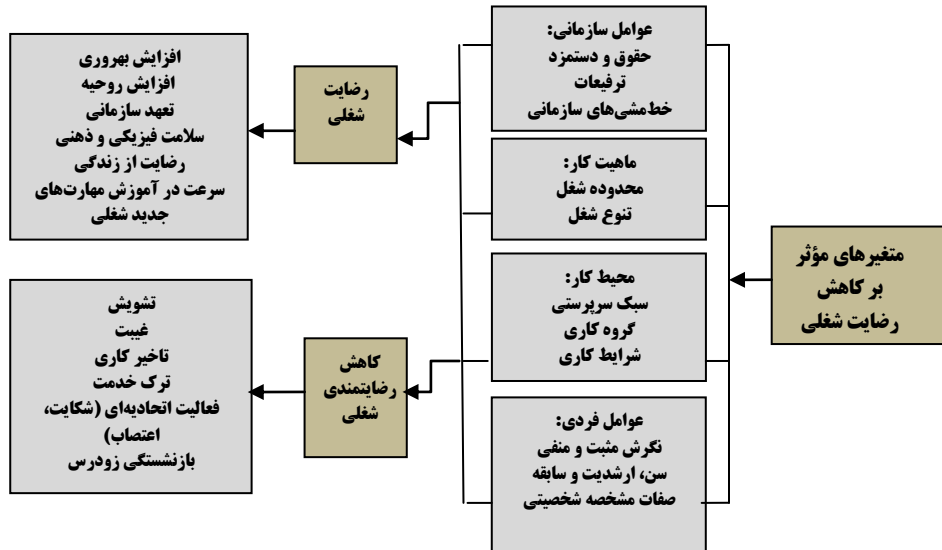 متغیرهای مؤثر
بر کاهش
رضایت شغلی
عوامل سازمانی:
حقوق و دستمزد
ترفیعات
خط‌مشی‌های سازمانی
ماهیت کار:
محدوده شغل
تنوع شغل
محیط کار:
سبک سرپرستی
گروه کاری
شرایط کاری
عوامل فردی:
نگرش مثبت و منفی
سن، ارشدیت و سابقه
صفات مشخصه شخصیتی
رضایت
شغلی
کاهش
رضایتمندی
شغلی
افزایش بهروری
افزایش روحیه
تعهد سازمانی
سلامت فیزیکی و ذهنی
رضایت از زندگی
سرعت در آموزش مهارت‌های
جدید شغلی
تشویش
غیبت
تاخیر کاری
ترک خدمت
فعالیت اتحادیه‌ای (شکایت،
اعتصاب)
بازنشستگی زودرس